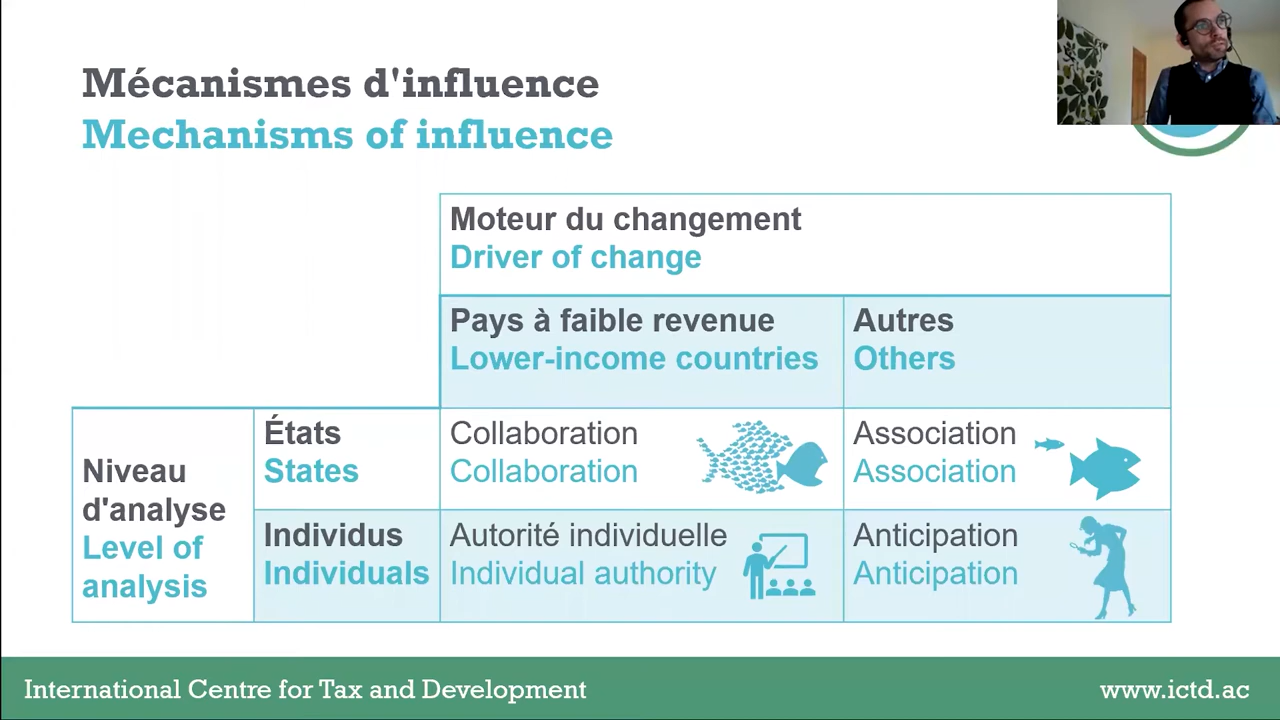 Mécanismes d'influence
Mechanisms of influence
Moteur du changement
Driver of change
Pays à faible revenue
Lower-income countries
Autres
Others
Niveau
d'analyse
Level of
analysis
États
States
Collaboration
Collaboration
Association
Association
Individus
Individuals
Autorité individuelle
Individual authority
Anticipation
Anticipation
International Centre for Tax and Development
www.ictd.ac